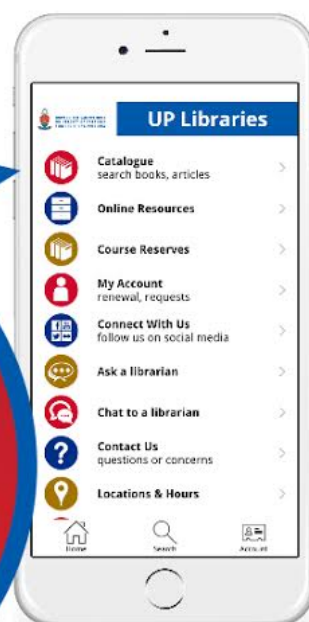 UP Libraries
Catalogue
search books, articles
Online Resources
Course Reserves
My Account
renewal, requests
Connect With Us
follow us on social media
Ask a librarian
Chat to a librarian
Contact Us
questions or concerns
Locations & Hours
Home
Search
Account